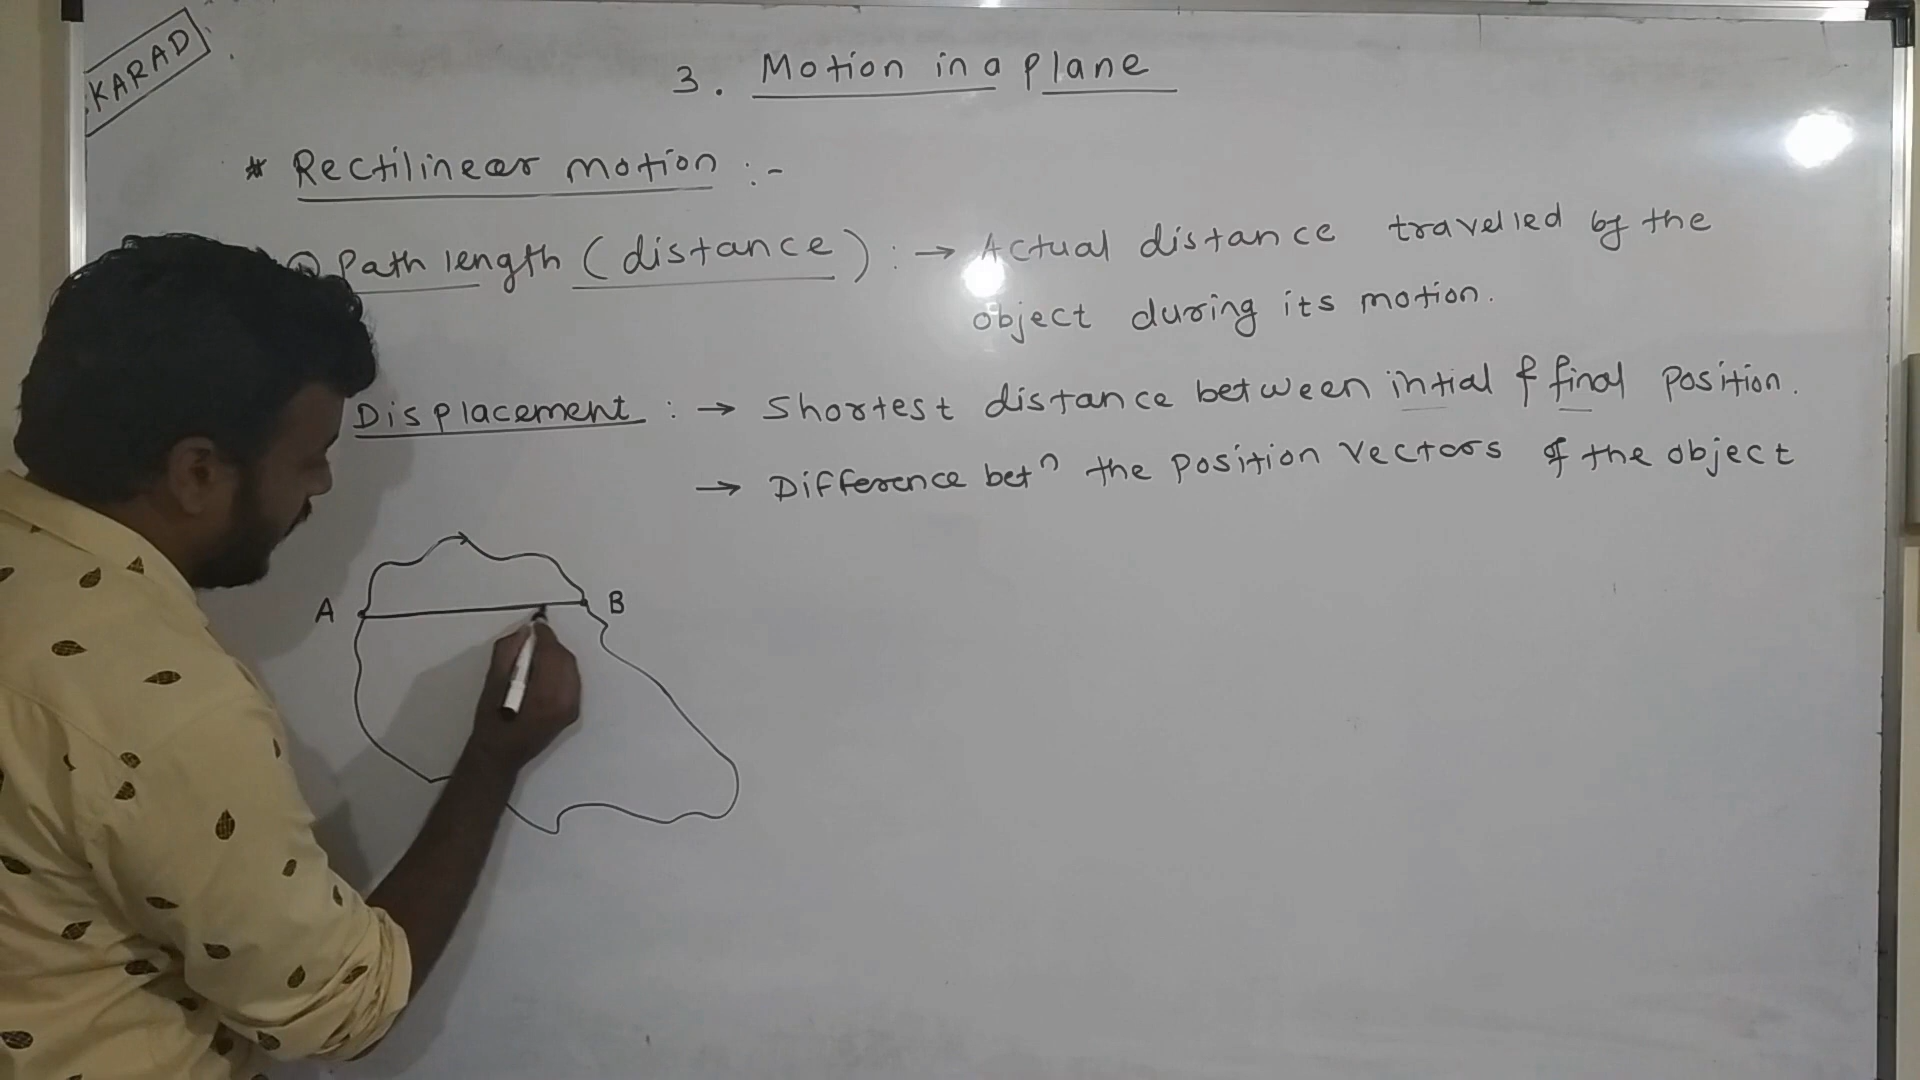 KARAD
3. Motion in a plane
* Rectilinear motion :-
Path length (distance) : → Actual distance travelled by the
object during its motion.
Displacement : → Shortest distance between intial & final position.
→ Difference betn the position vectors of the object
A
B